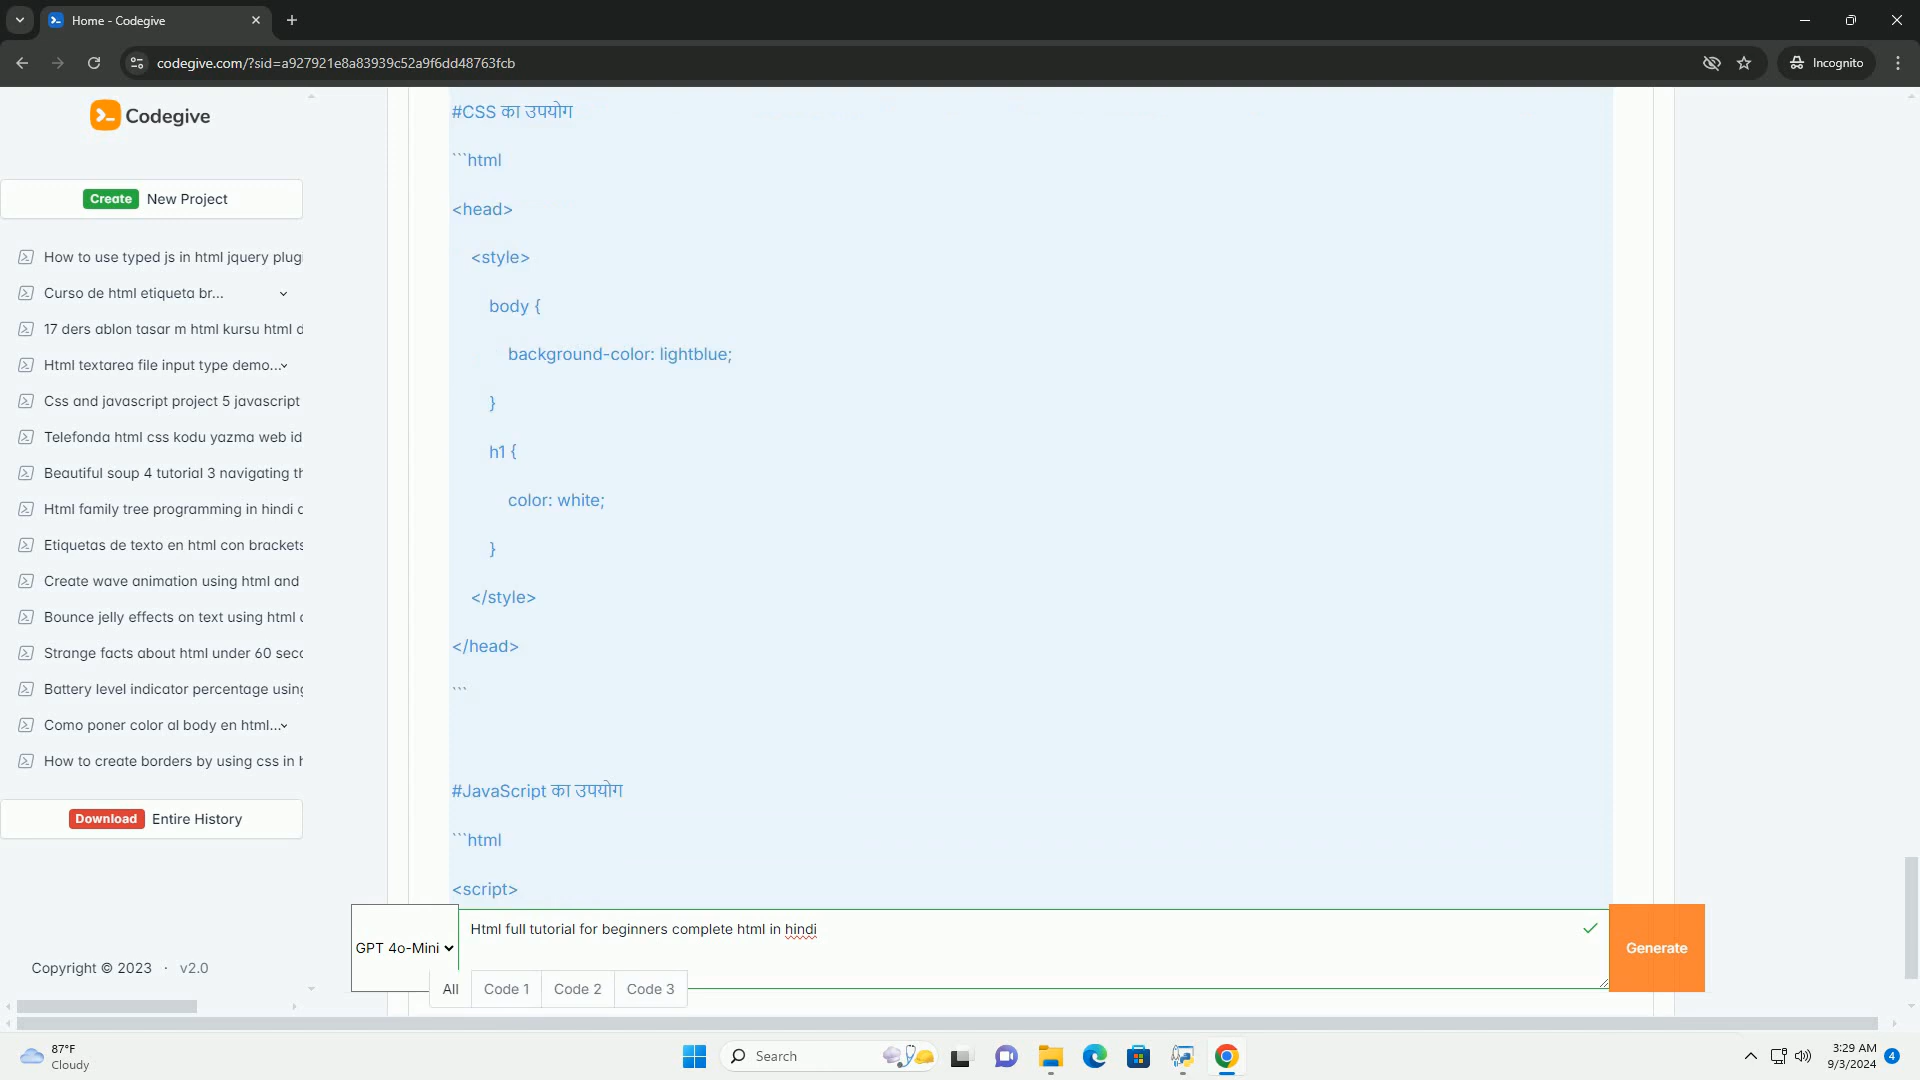 Home - Codegive
codegive.com/?sid=a927921e8a83939c52a9f6dd48763fcb
Incognito
Codegive
Create New Project
How to use typed js in html jquery plug
Curso de html etiqueta br...
17 ders ablon tasar m html kursu html d
Html textarea file input type demo...
Css and javascript project 5 javascript
Telefonda html css kodu yazma web id
Beautiful soup 4 tutorial 3 navigating th
Html family tree programming in hindi c
Etiquetas de texto en html con brackets
Create wave animation using html and
Bounce jelly effects on text using html c
Strange facts about html under 60 seco
Battery level indicator percentage using
Como poner color al body en html...
How to create borders by using css in h
Download Entire History
Copyright © 2023 · v2.0
#CSS का उपयोग
```html
<head>
<style>
body {
background-color: lightblue;
}
h1 {
color: white;
}
</style>
</head>
```
#JavaScript का उपयोग
```html
<script>
GPT 4o-Mini
Html full tutorial for beginners complete html in hindi
Generate
All Code 1 Code 2 Code 3
87°F
Cloudy
Search
3:29 AM
9/3/2024
4